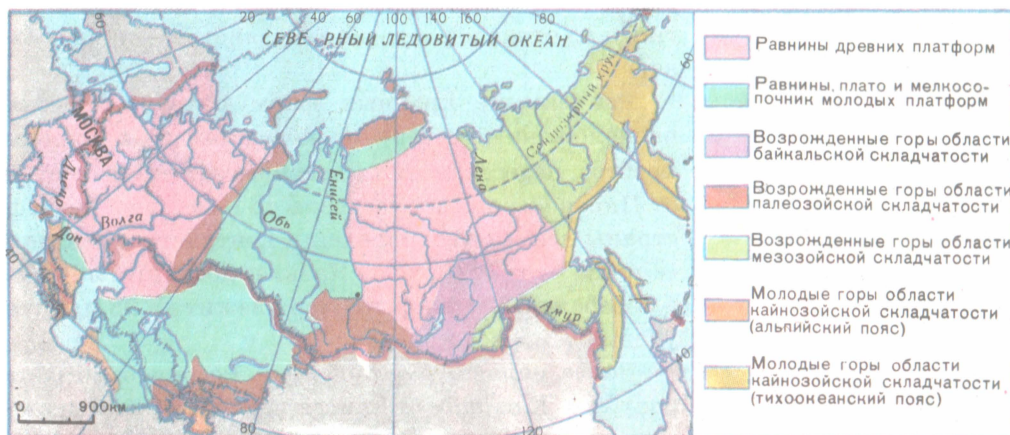 20 40 60 100 140 160 180
60
СЕВЕРНЫЙ ЛЕДОВИТЫЙ ОКЕАН
60
Северный полярный круг
МОСКВА
Днепр
Волга
Дон
Обь
Енисей
Лена
Амур
40
40
0 900км
80
120
Равнины древних платформ
Равнины, плато и мелкосо-
почник молодых платформ
Возрожденные горы области
байкальской складчатости
Возрожденные горы области
палеозойской складчатости
Возрожденные горы области
мезозойской складчатости
Молодые горы области
кайнозойской складчатости
(альпийский пояс)
Молодые горы области
кайнозойской складчатости
(тихоокеанский пояс)